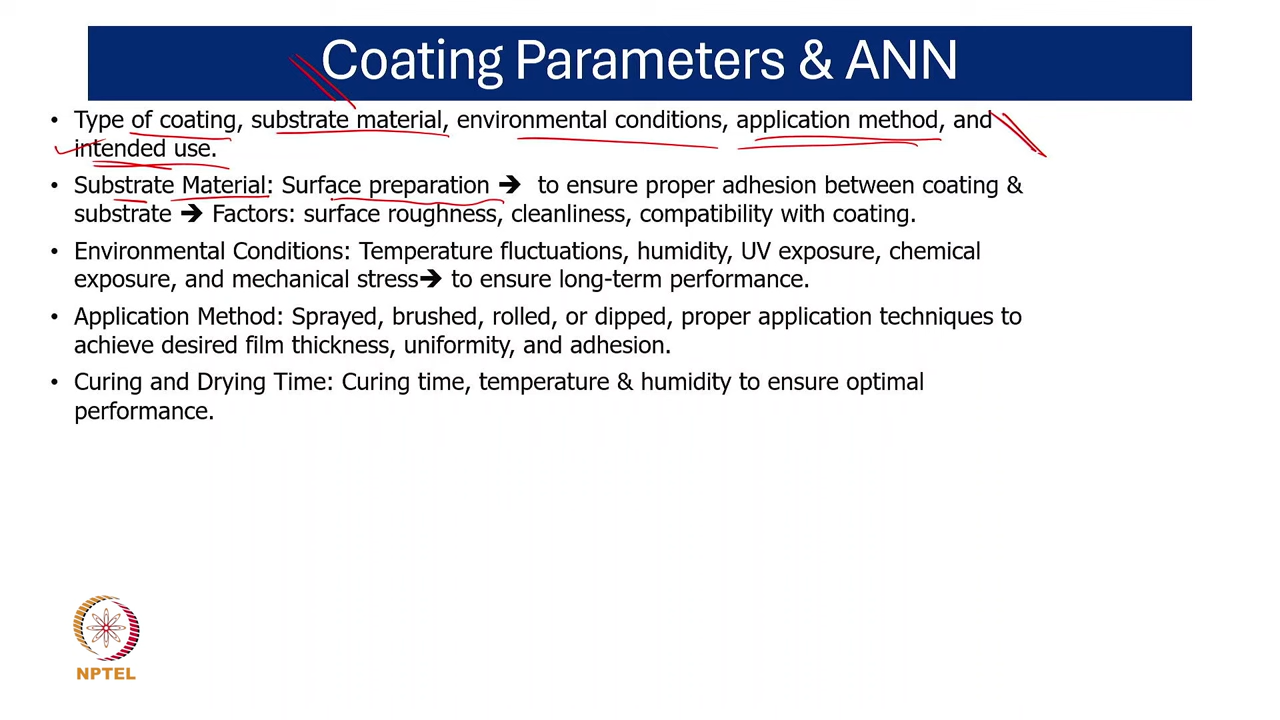 Coating Parameters & ANN
• Type of coating, substrate material, environmental conditions, application method, and
intended use.
• Substrate Material: Surface preparation ➔ to ensure proper adhesion between coating &
substrate ➔ Factors: surface roughness, cleanliness, compatibility with coating.
• Environmental Conditions: Temperature fluctuations, humidity, UV exposure, chemical
exposure, and mechanical stress➔ to ensure long-term performance.
• Application Method: Sprayed, brushed, rolled, or dipped, proper application techniques to
achieve desired film thickness, uniformity, and adhesion.
• Curing and Drying Time: Curing time, temperature & humidity to ensure optimal
performance.
NPTEL